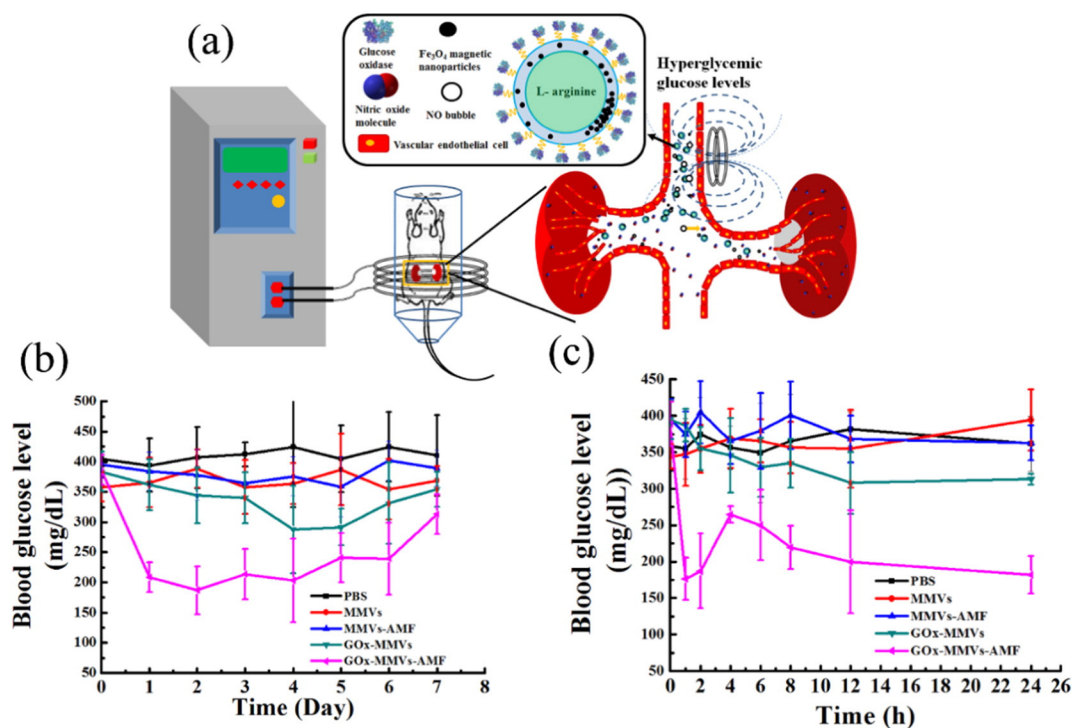 (a)
Glucose
oxidase
Fe₃O₄ magnetic
nanoparticles
Nitric oxide
molecule
NO bubble
Vascular endothelial cell
L- arginine
Hyperglycemic
glucose levels
(b)
Blood glucose level
(mg/dL)
500
450
400
350
300
250
200
150
100
50
0 1 2 3 4 5 6 7 8
Time (Day)
PBS
MMVs
MMVs-AMF
GOx-MMVs
GOx-MMVs-AMF
(c)
Blood glucose level
(mg/dL)
450
400
350
300
250
200
150
100
50
0 2 4 6 8 10 12 14 16 18 20 22 24 26
Time (h)
PBS
MMVs
MMVs-AMF
GOx-MMVs
GOx-MMVs-AMF